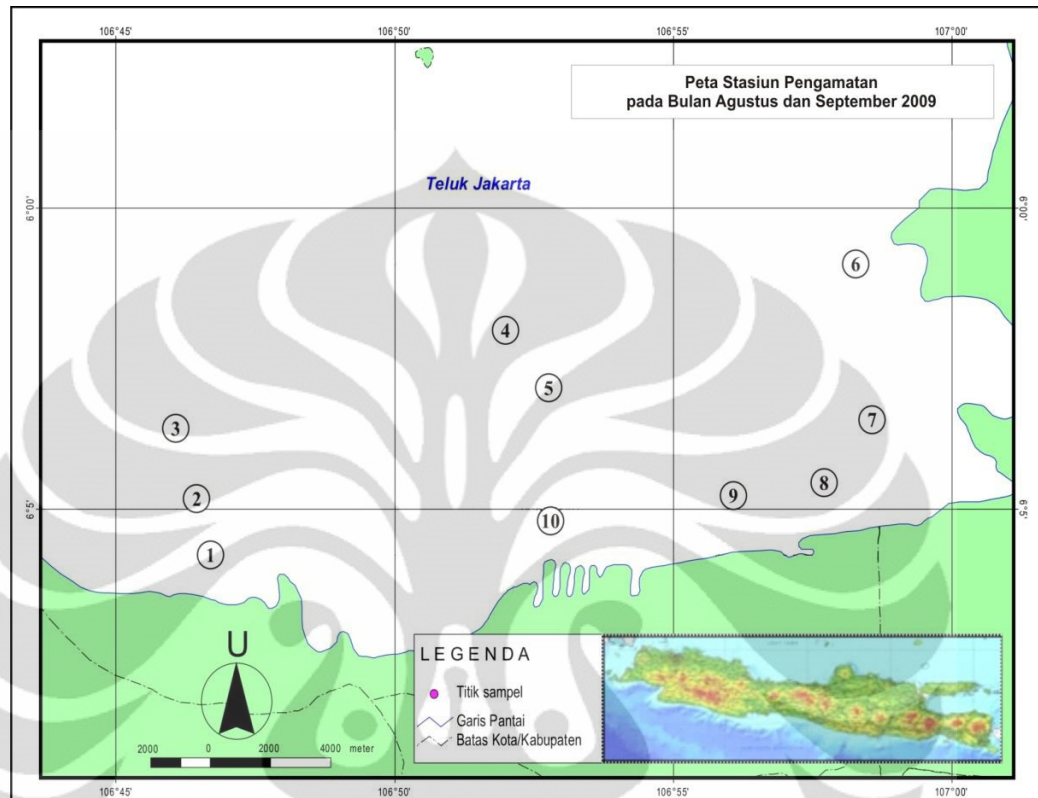 106°45'
106°50'
106°55'
107°00'
Peta Stasiun Pengamatan
pada Bulan Agustus dan September 2009
Teluk Jakarta
6°00'
6°00'
6
4
5
3
7
8
2
9
6°5'
6°5'
10
1
U
LEGENDA
Titik sampel
Garis Pantai
Batas Kota/Kabupaten
2000 0 2000 4000 meter
106°45'
106°50'
106°55'
107°00'